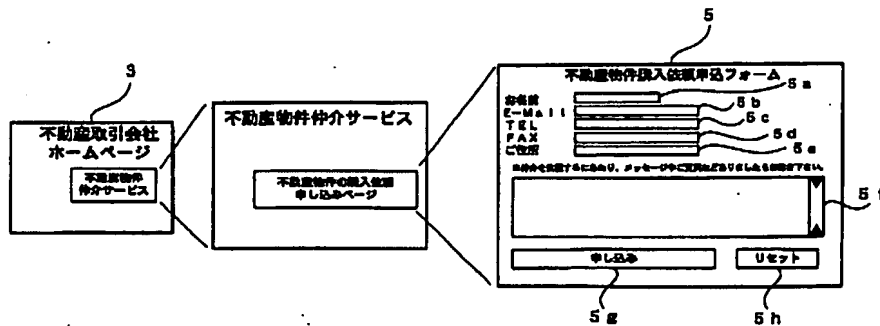 3
不動産取引会社
ホームページ
不動産物件
仲介サービス
不動産物件仲介サービス
不動産物件の購入依頼
申し込みページ
5
不動産物件購入依頼申込フォーム
お名前
E-Mail
TEL
FAX
ご住所
5a
5b
5c
5d
5e
5f
申し込み
リセット
5g
5h